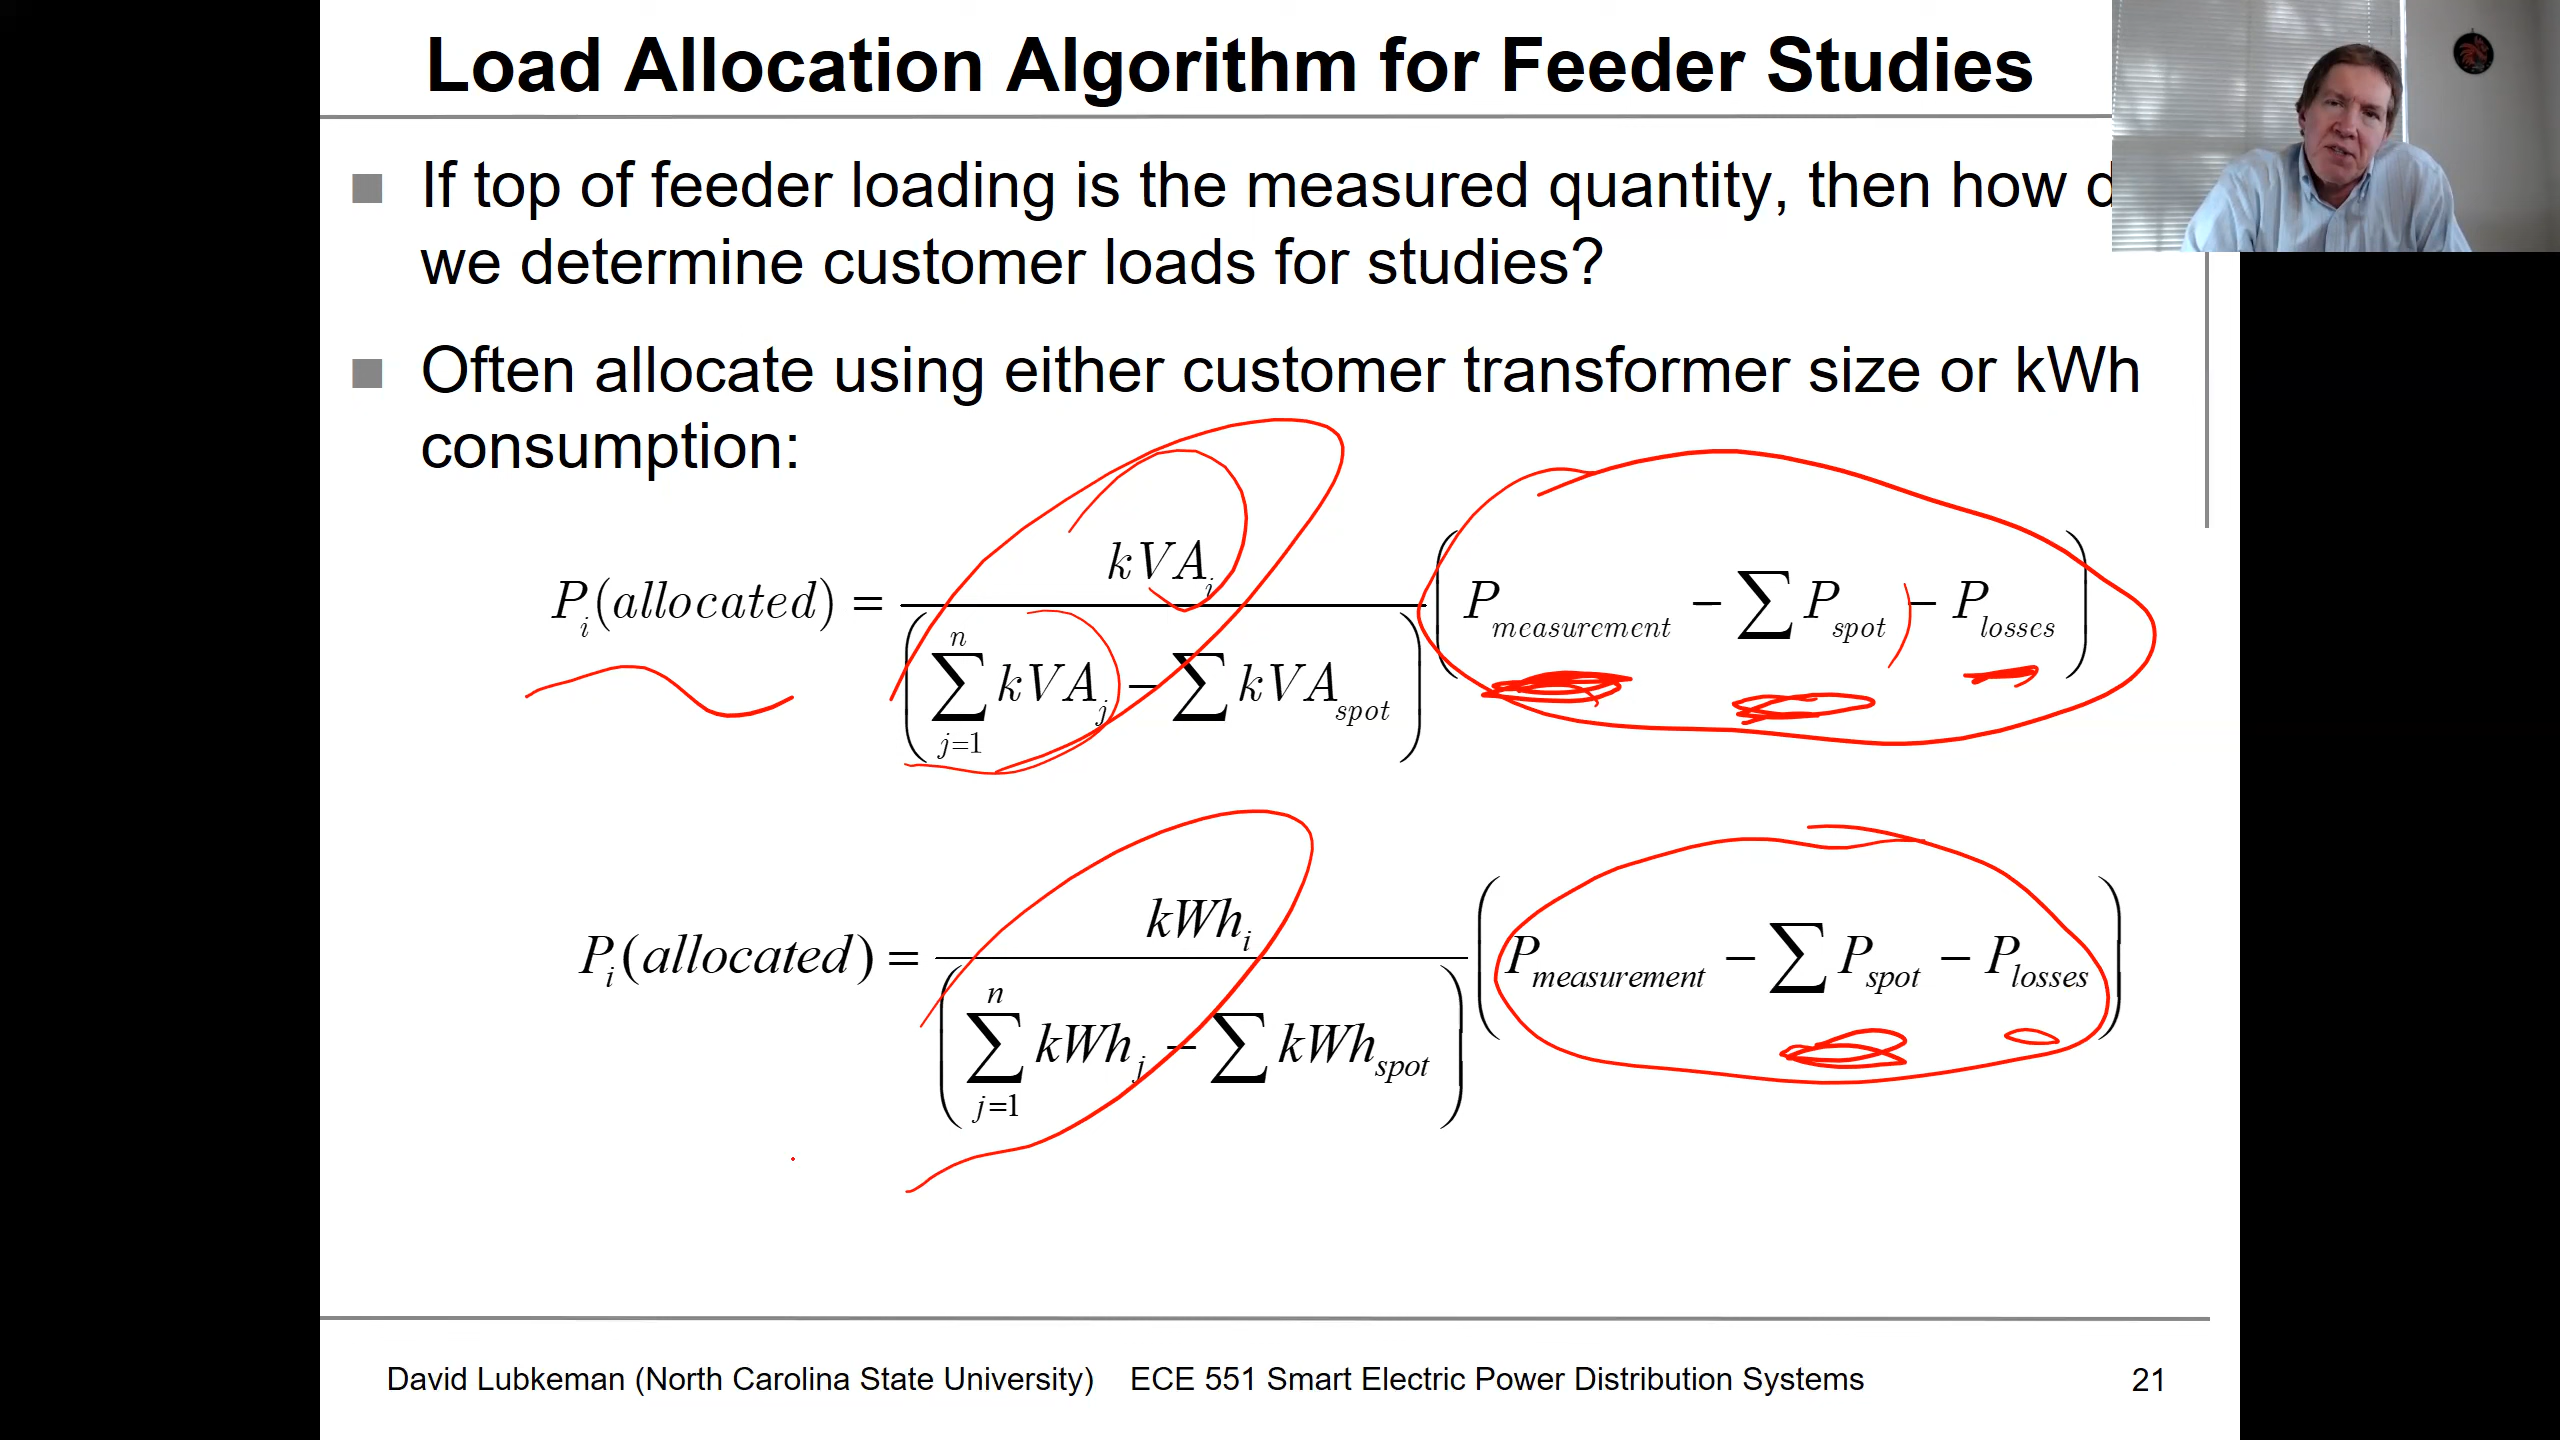 Load Allocation Algorithm for Feeder Studies
If top of feeder loading is the measured quantity, then how d
we determine customer loads for studies?
Often allocate using either customer transformer size or kWh
consumption:
P_i(allocated) = kVA_i / (∑_{j=1}^{n} kVA_j − ∑ kVA_spot) (P_measurement − ∑ P_spot − P_losses)
P_i(allocated) = kWh_i / (∑_{j=1}^{n} kWh_j − ∑ kWh_spot) (P_measurement − ∑ P_spot − P_losses)
David Lubkeman (North Carolina State University) ECE 551 Smart Electric Power Distribution Systems 21